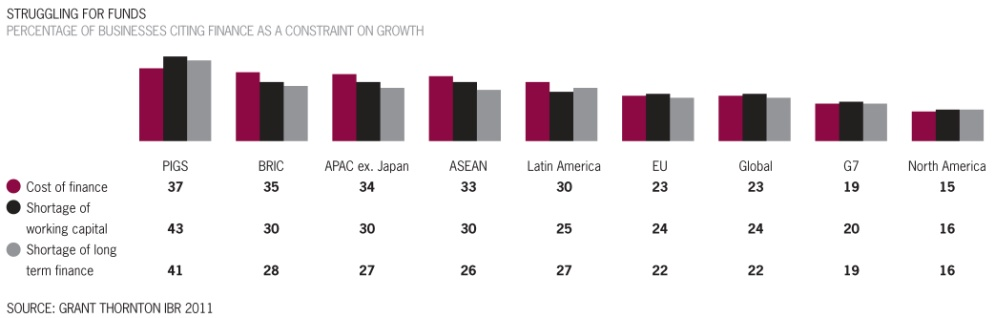 STRUGGLING FOR FUNDS
PERCENTAGE OF BUSINESSES CITING FINANCE AS A CONSTRAINT ON GROWTH
PIGS BRIC APAC ex. Japan ASEAN Latin America EU Global G7 North America
Cost of finance 37 35 34 33 30 23 23 19 15
Shortage of
working capital 43 30 30 30 25 24 24 20 16
Shortage of long
term finance 41 28 27 26 27 22 22 19 16
SOURCE: GRANT THORNTON IBR 2011